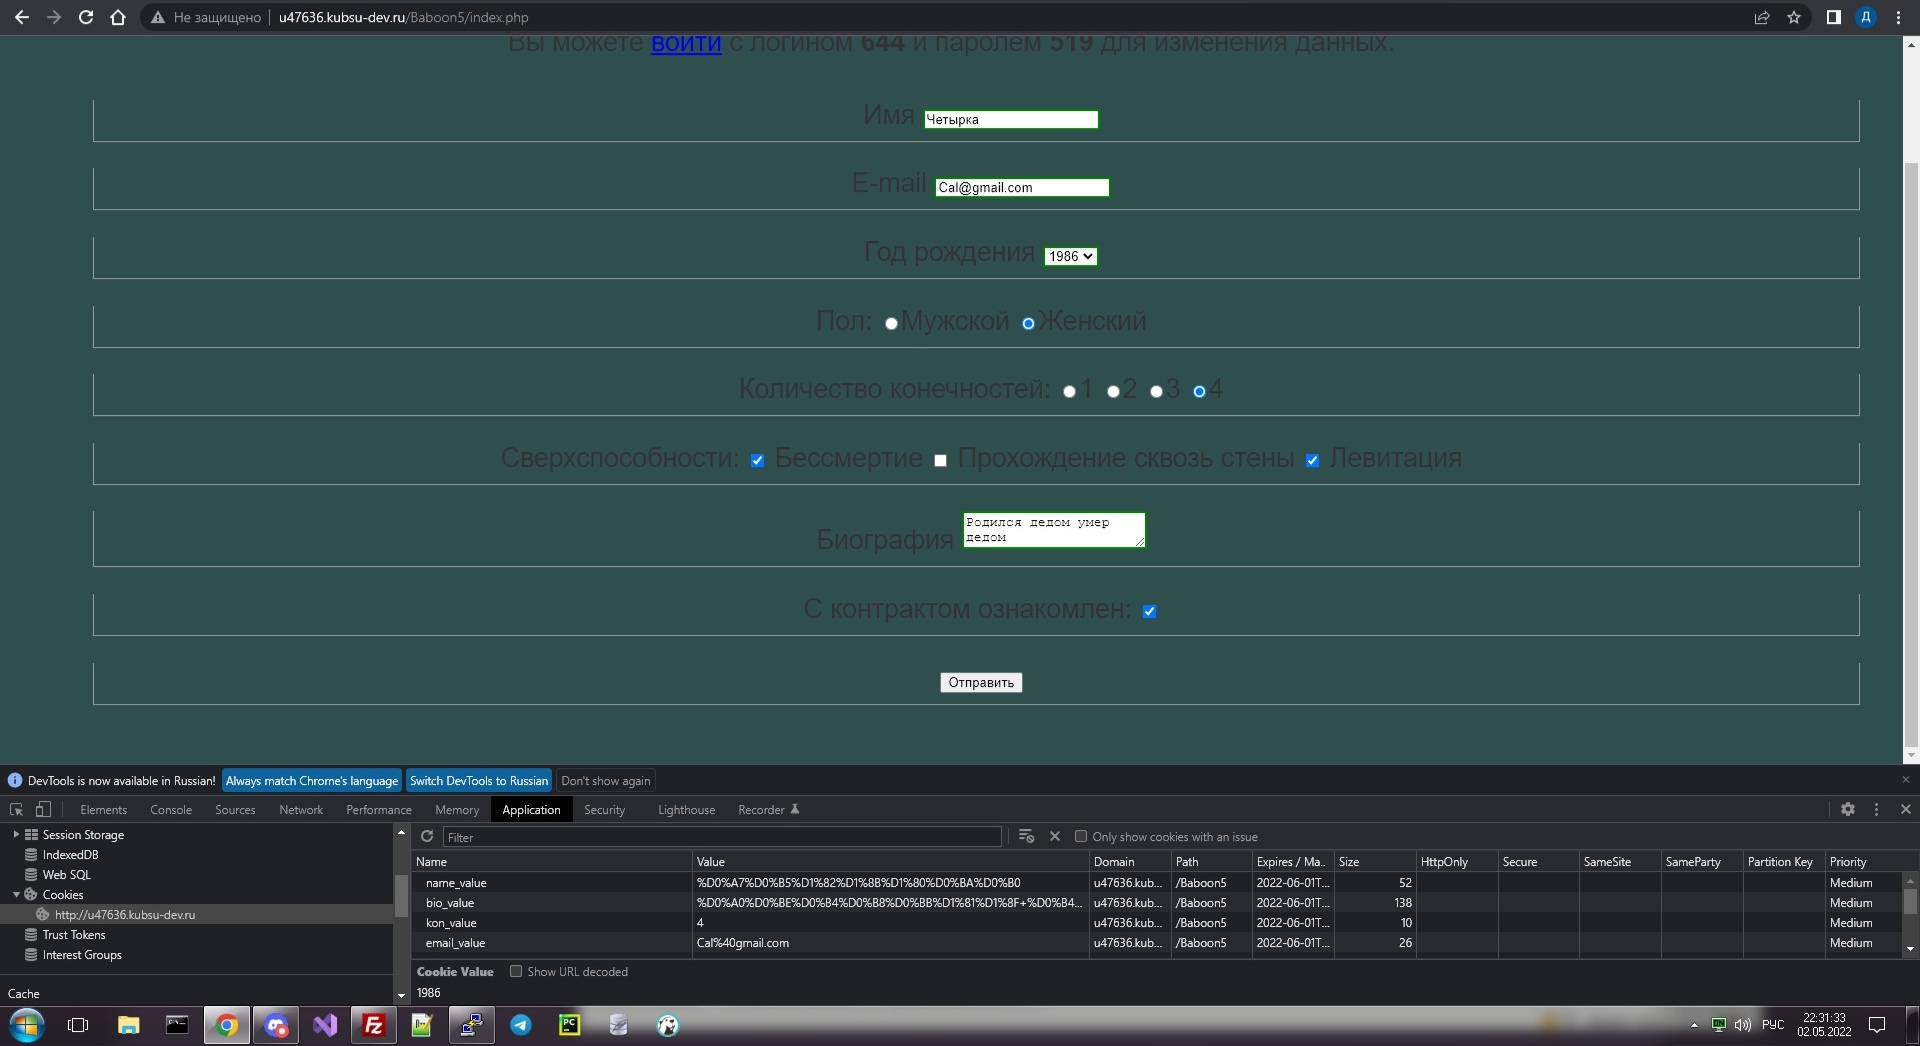 Не защищено
u47636.kubsu-dev.ru/Baboon5/index.php
Д
Вы можете войти с логином 644 и паролем 519 для изменения данных.
Имя Четырка
E-mail Cal@gmail.com
Год рождения 1986
Пол: Мужской Женский
Количество конечностей: 1 2 3 4
Сверхспособности: Бессмертие Прохождение сквозь стены Левитация
Биография Родился дедом умер
дедом
С контрактом ознакомлен:
Отправить
DevTools is now available in Russian! Always match Chrome's language Switch DevTools to Russian Don't show again
Elements Console Sources Network Performance Memory Application Security Lighthouse Recorder
Session Storage
IndexedDB
Web SQL
Cookies
http://u47636.kubsu-dev.ru
Trust Tokens
Interest Groups
Cache
Filter
Only show cookies with an issue
Name Value Domain Path Expires / Ma... Size HttpOnly Secure SameSite SameParty Partition Key Priority
name_value %D0%A7%D0%B5%D1%82%D1%8B%D1%80%D0%BA%D0%B0 u47636.kub... /Baboon5 2022-06-01T... 52 Medium
bio_value %D0%A0%D0%BE%D0%B4%D0%B8%D0%BB%D1%81%D1%8F+%D0%B4... u47636.kub... /Baboon5 2022-06-01T... 138 Medium
kon_value 4 u47636.kub... /Baboon5 2022-06-01T... 10 Medium
email_value Cal%40gmail.com u47636.kub... /Baboon5 2022-06-01T... 26 Medium
Cookie Value Show URL decoded
1986
РУС
22:31:33
02.05.2022